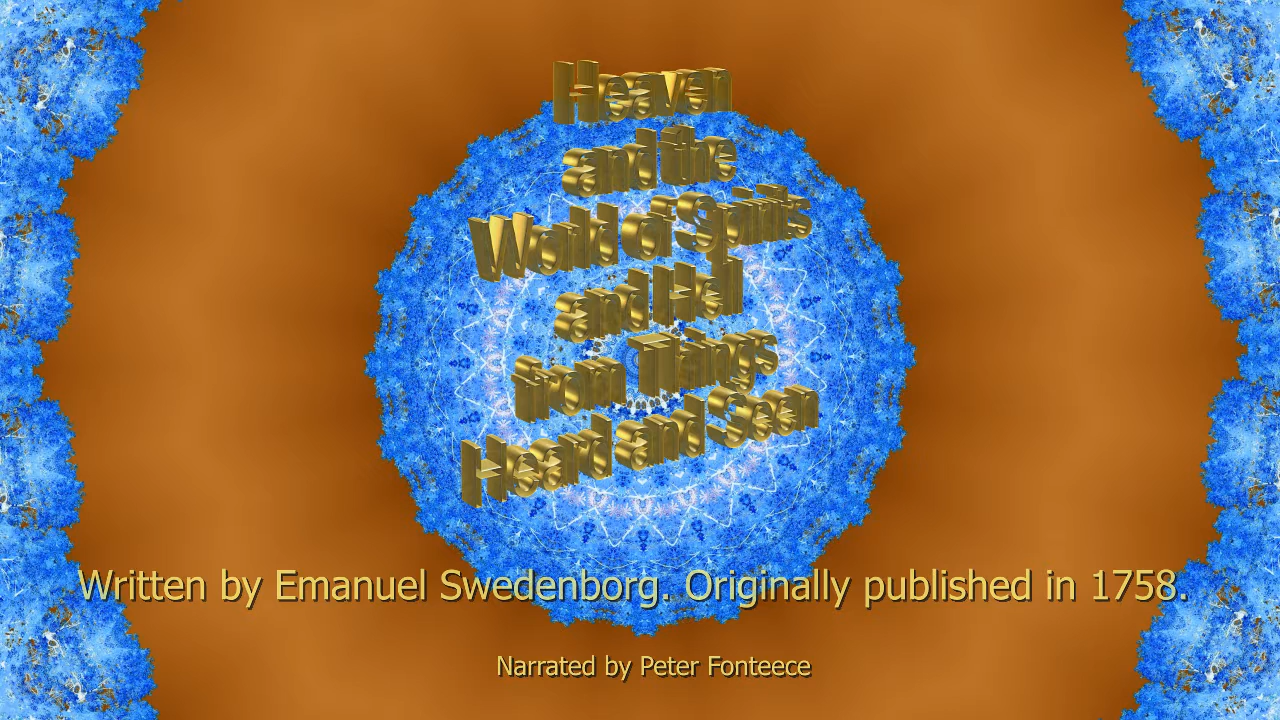 Heaven
and the
World of Spirits
and Hell
from Things
Heard and Seen
Written by Emanuel Swedenborg. Originally published in 1758.
Narrated by Peter Fonteece